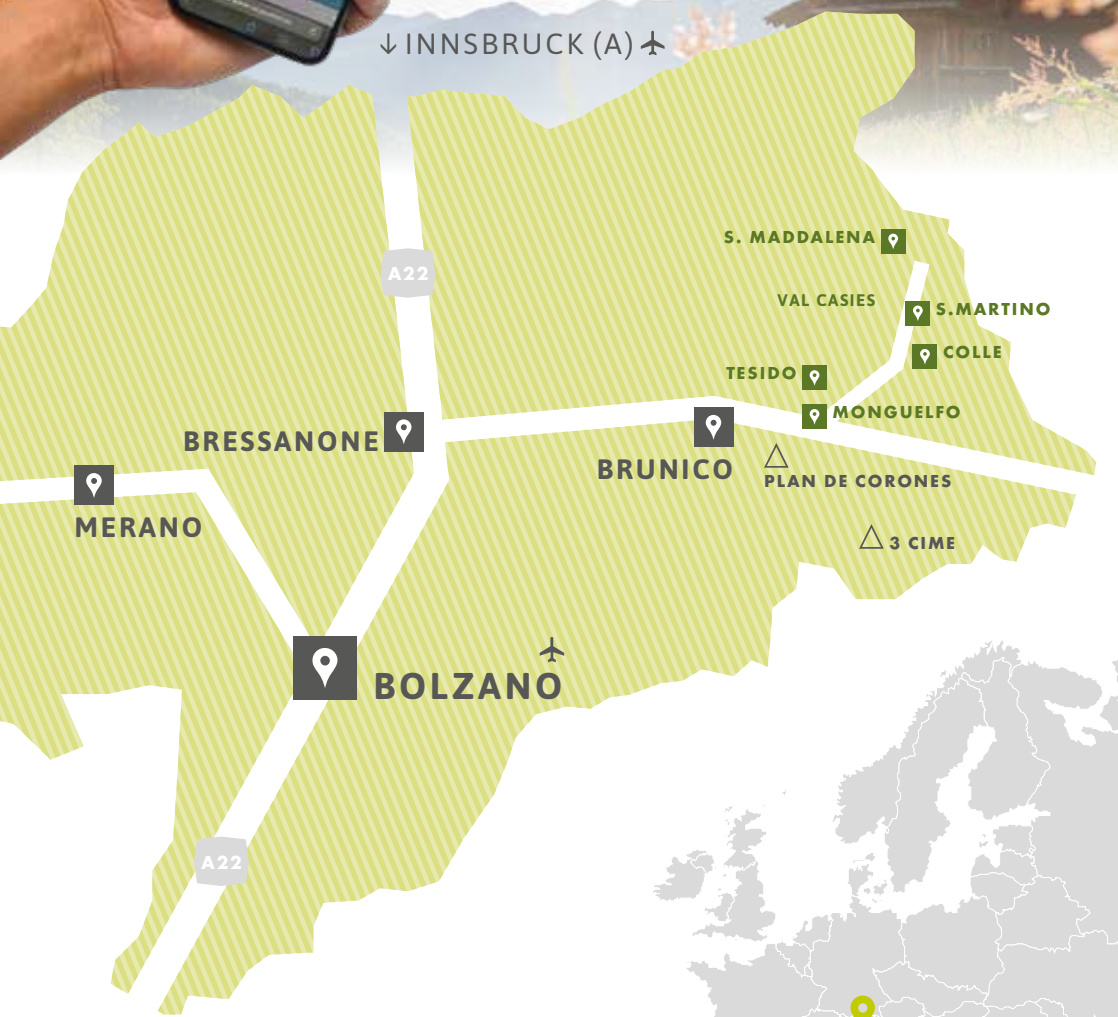 ↓ INNSBRUCK (A)
A22
S. MADDALENA
VAL CASIES
S.MARTINO
COLLE
TESIDO
MONGUELFO
BRESSANONE
BRUNICO
PLAN DE CORONES
MERANO
3 CIME
BOLZANO
A22